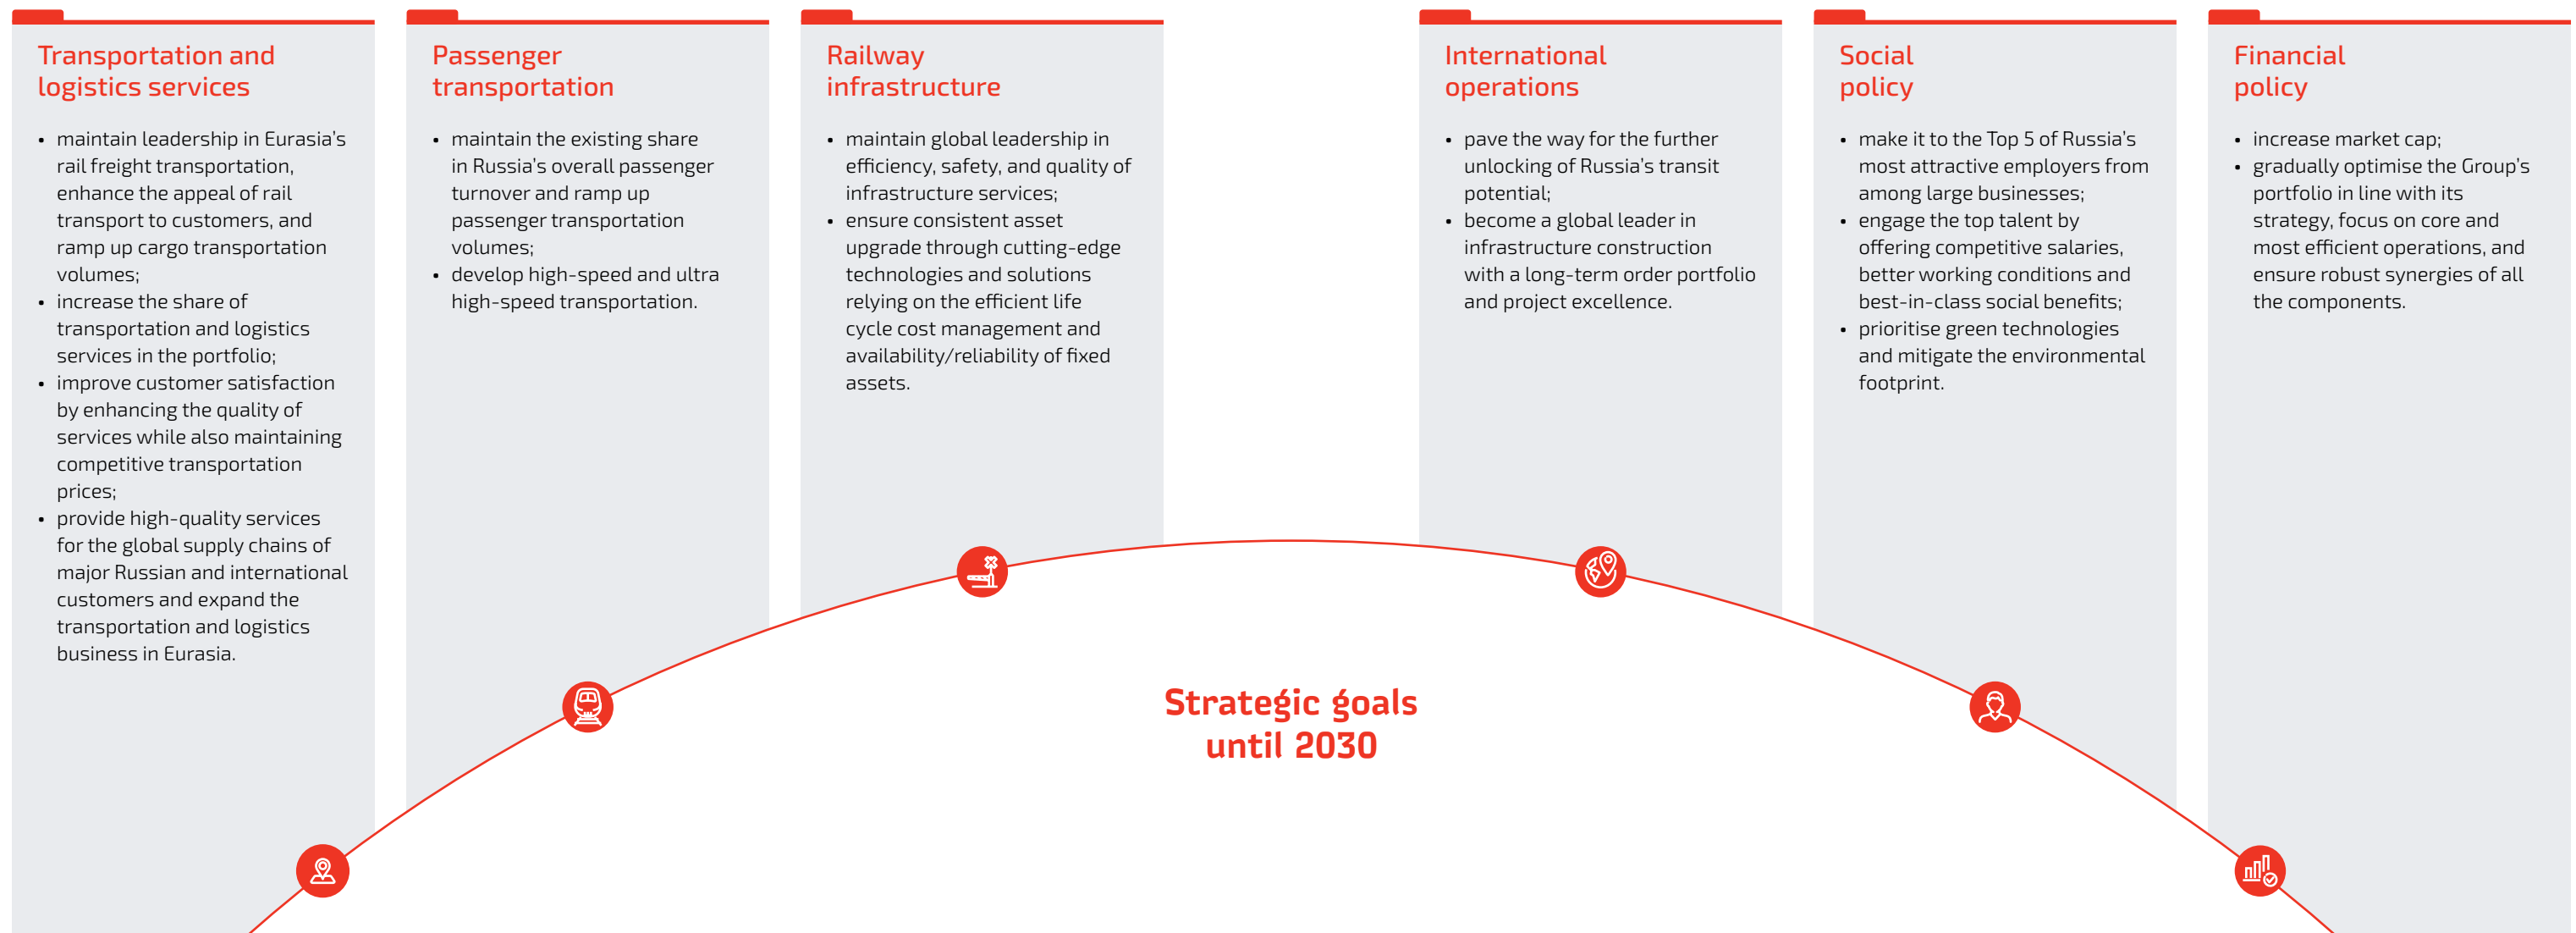 Transportation and
logistics services
• maintain leadership in Eurasia's
rail freight transportation,
enhance the appeal of rail
transport to customers, and
ramp up cargo transportation
volumes;
• increase the share of
transportation and logistics
services in the portfolio;
• improve customer satisfaction
by enhancing the quality of
services while also maintaining
competitive transportation
prices;
• provide high-quality services
for the global supply chains of
major Russian and international
customers and expand the
transportation and logistics
business in Eurasia.
Passenger
transportation
• maintain the existing share
in Russia's overall passenger
turnover and ramp up
passenger transportation
volumes;
• develop high-speed and ultra
high-speed transportation.
Railway
infrastructure
• maintain global leadership in
efficiency, safety, and quality of
infrastructure services;
• ensure consistent asset
upgrade through cutting-edge
technologies and solutions
relying on the efficient life
cycle cost management and
availability/reliability of fixed
assets.
International
operations
• pave the way for the further
unlocking of Russia's transit
potential;
• become a global leader in
infrastructure construction
with a long-term order portfolio
and project excellence.
Social
policy
• make it to the Top 5 of Russia's
most attractive employers from
among large businesses;
• engage the top talent by
offering competitive salaries,
better working conditions and
best-in-class social benefits;
• prioritise green technologies
and mitigate the environmental
footprint.
Financial
policy
• increase market cap;
• gradually optimise the Group's
portfolio in line with its
strategy, focus on core and
most efficient operations, and
ensure robust synergies of all
the components.
Strategic goals
until 2030